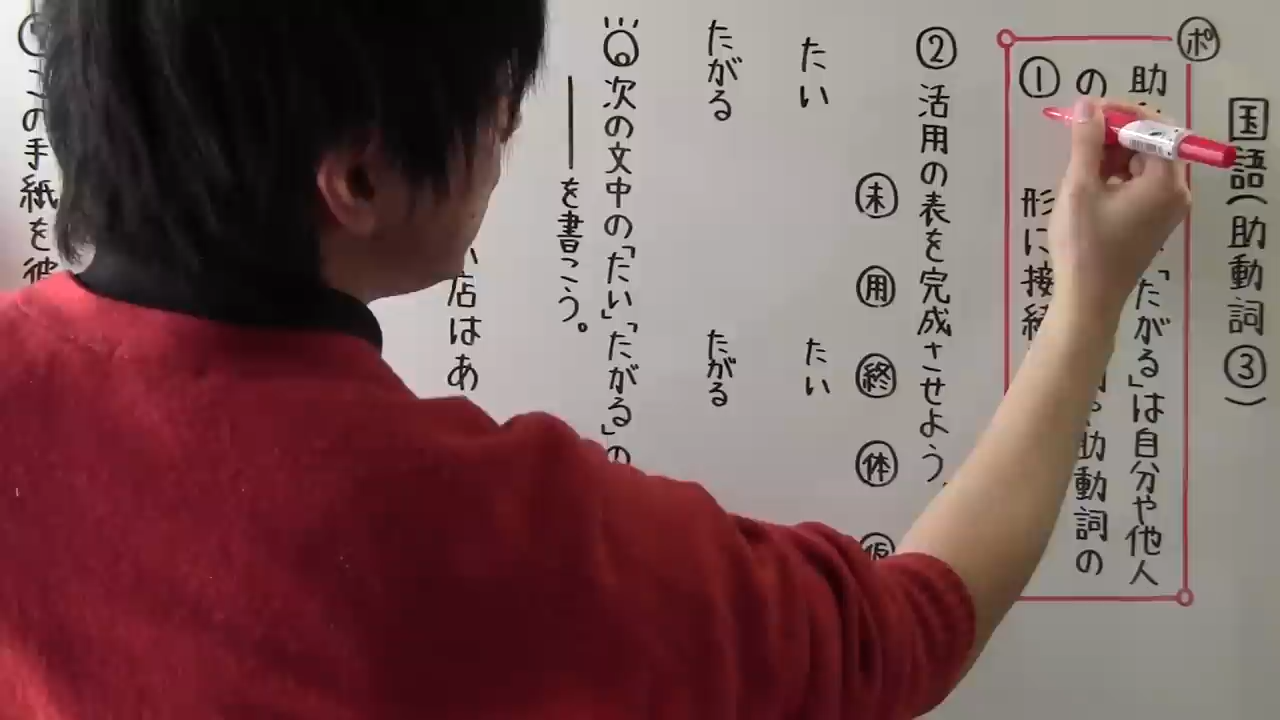 国語(助動詞③)
ポ
助「たがる」は自分や他人
の助動詞の
①形に接続
②活用の表を完成させよう。
未 用 終 体 仮
たい たい
たがる たがる
次の文中の「たい」「たがる」の
を書こう。
店はあ
この手紙を彼